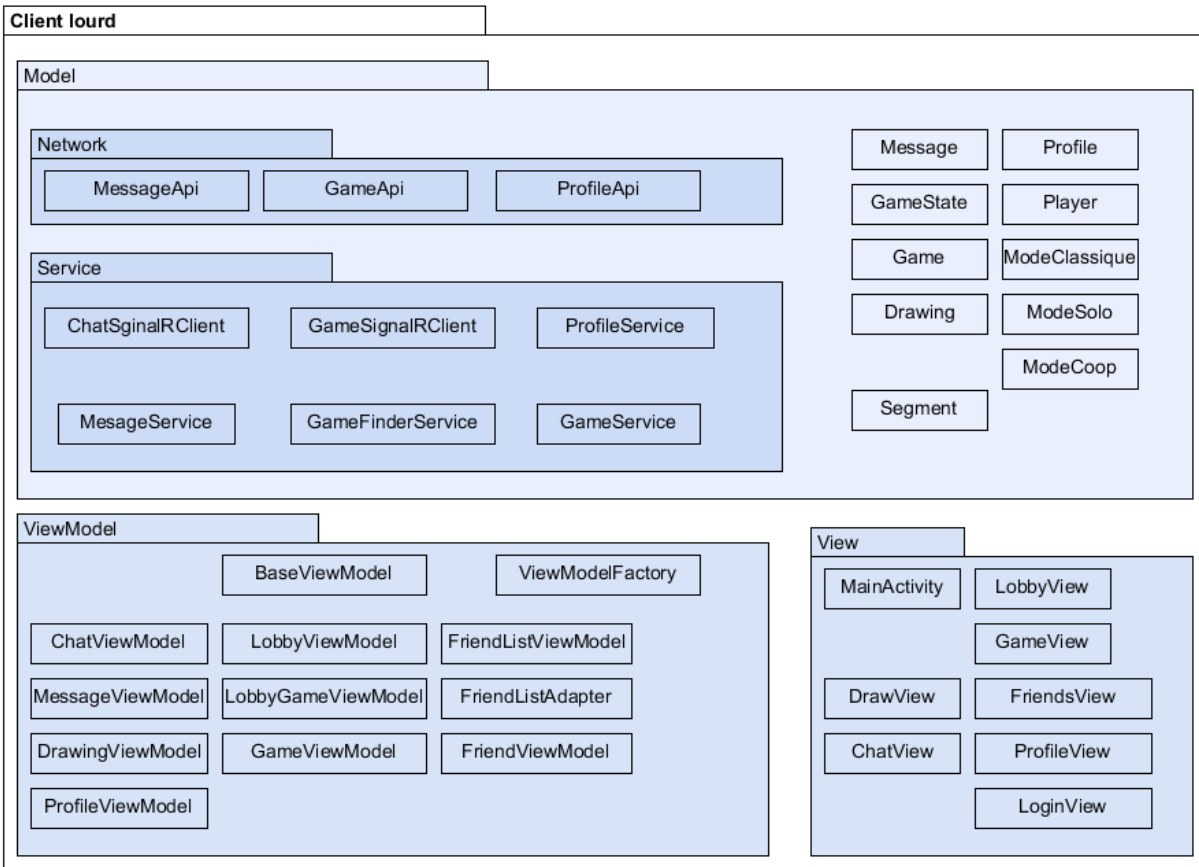 Client lourd
Model
Network
MessageApi GameApi ProfileApi
Service
ChatSginalRClient GameSignalRClient ProfileService
MesageService GameFinderService GameService
Message Profile
GameState Player
Game ModeClassique
Drawing ModeSolo
ModeCoop
Segment
ViewModel
BaseViewModel ViewModelFactory
ChatViewModel LobbyViewModel FriendListViewModel
MessageViewModel LobbyGameViewModel FriendListAdapter
DrawingViewModel GameViewModel FriendViewModel
ProfileViewModel
View
MainActivity LobbyView
GameView
DrawView FriendsView
ChatView ProfileView
LoginView